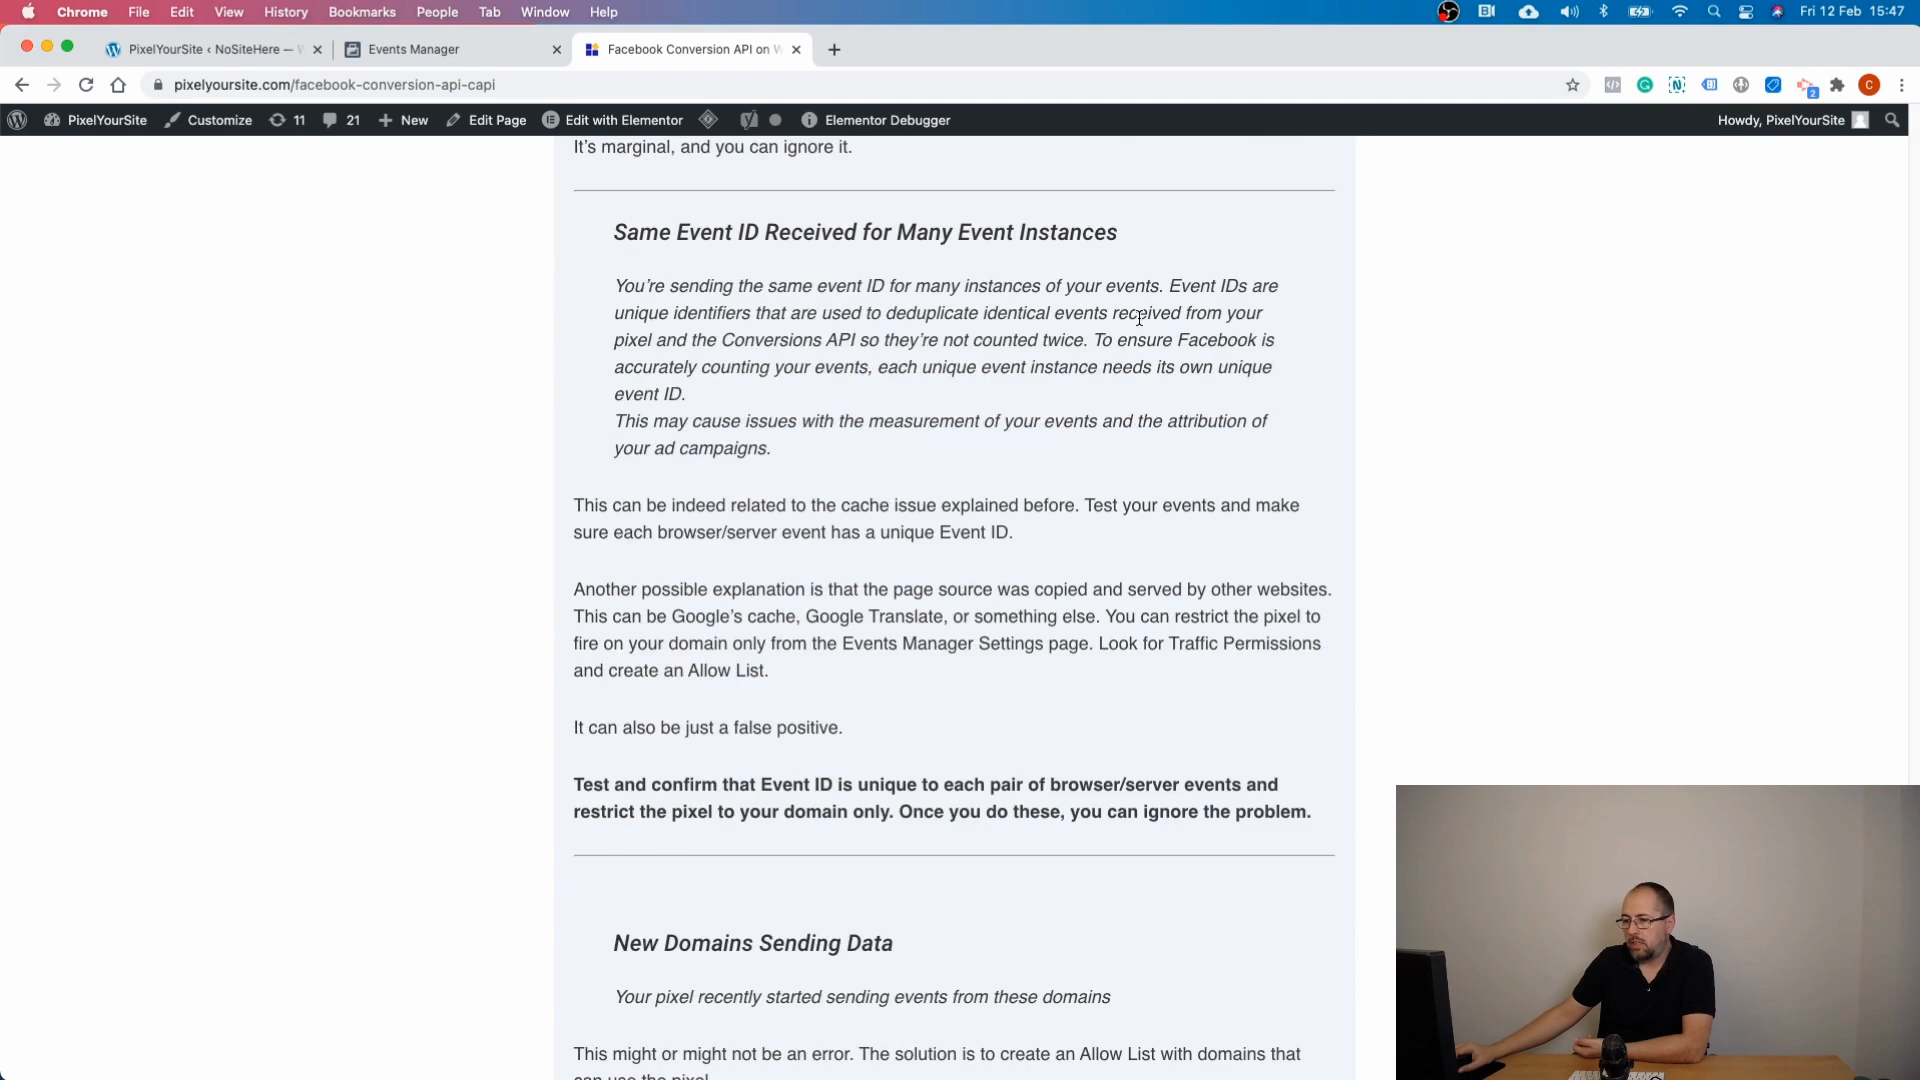 Chrome File Edit View History Bookmarks People Tab Window Help Fri 12 Feb 15:47
PixelYourSite ‹ NoSiteHere — Events Manager Facebook Conversion API on
pixelyoursite.com/facebook-conversion-api-capi
PixelYourSite Customize 11 21 New Edit Page Edit with Elementor Elementor Debugger Howdy, PixelYourSite
It’s marginal, and you can ignore it.
Same Event ID Received for Many Event Instances
You’re sending the same event ID for many instances of your events. Event IDs are
unique identifiers that are used to deduplicate identical events received from your
pixel and the Conversions API so they’re not counted twice. To ensure Facebook is
accurately counting your events, each unique event instance needs its own unique
event ID.
This may cause issues with the measurement of your events and the attribution of
your ad campaigns.
This can be indeed related to the cache issue explained before. Test your events and make
sure each browser/server event has a unique Event ID.
Another possible explanation is that the page source was copied and served by other websites.
This can be Google’s cache, Google Translate, or something else. You can restrict the pixel to
fire on your domain only from the Events Manager Settings page. Look for Traffic Permissions
and create an Allow List.
It can also be just a false positive.
Test and confirm that Event ID is unique to each pair of browser/server events and
restrict the pixel to your domain only. Once you do these, you can ignore the problem.
New Domains Sending Data
Your pixel recently started sending events from these domains
This might or might not be an error. The solution is to create an Allow List with domains that
can use the pixel.